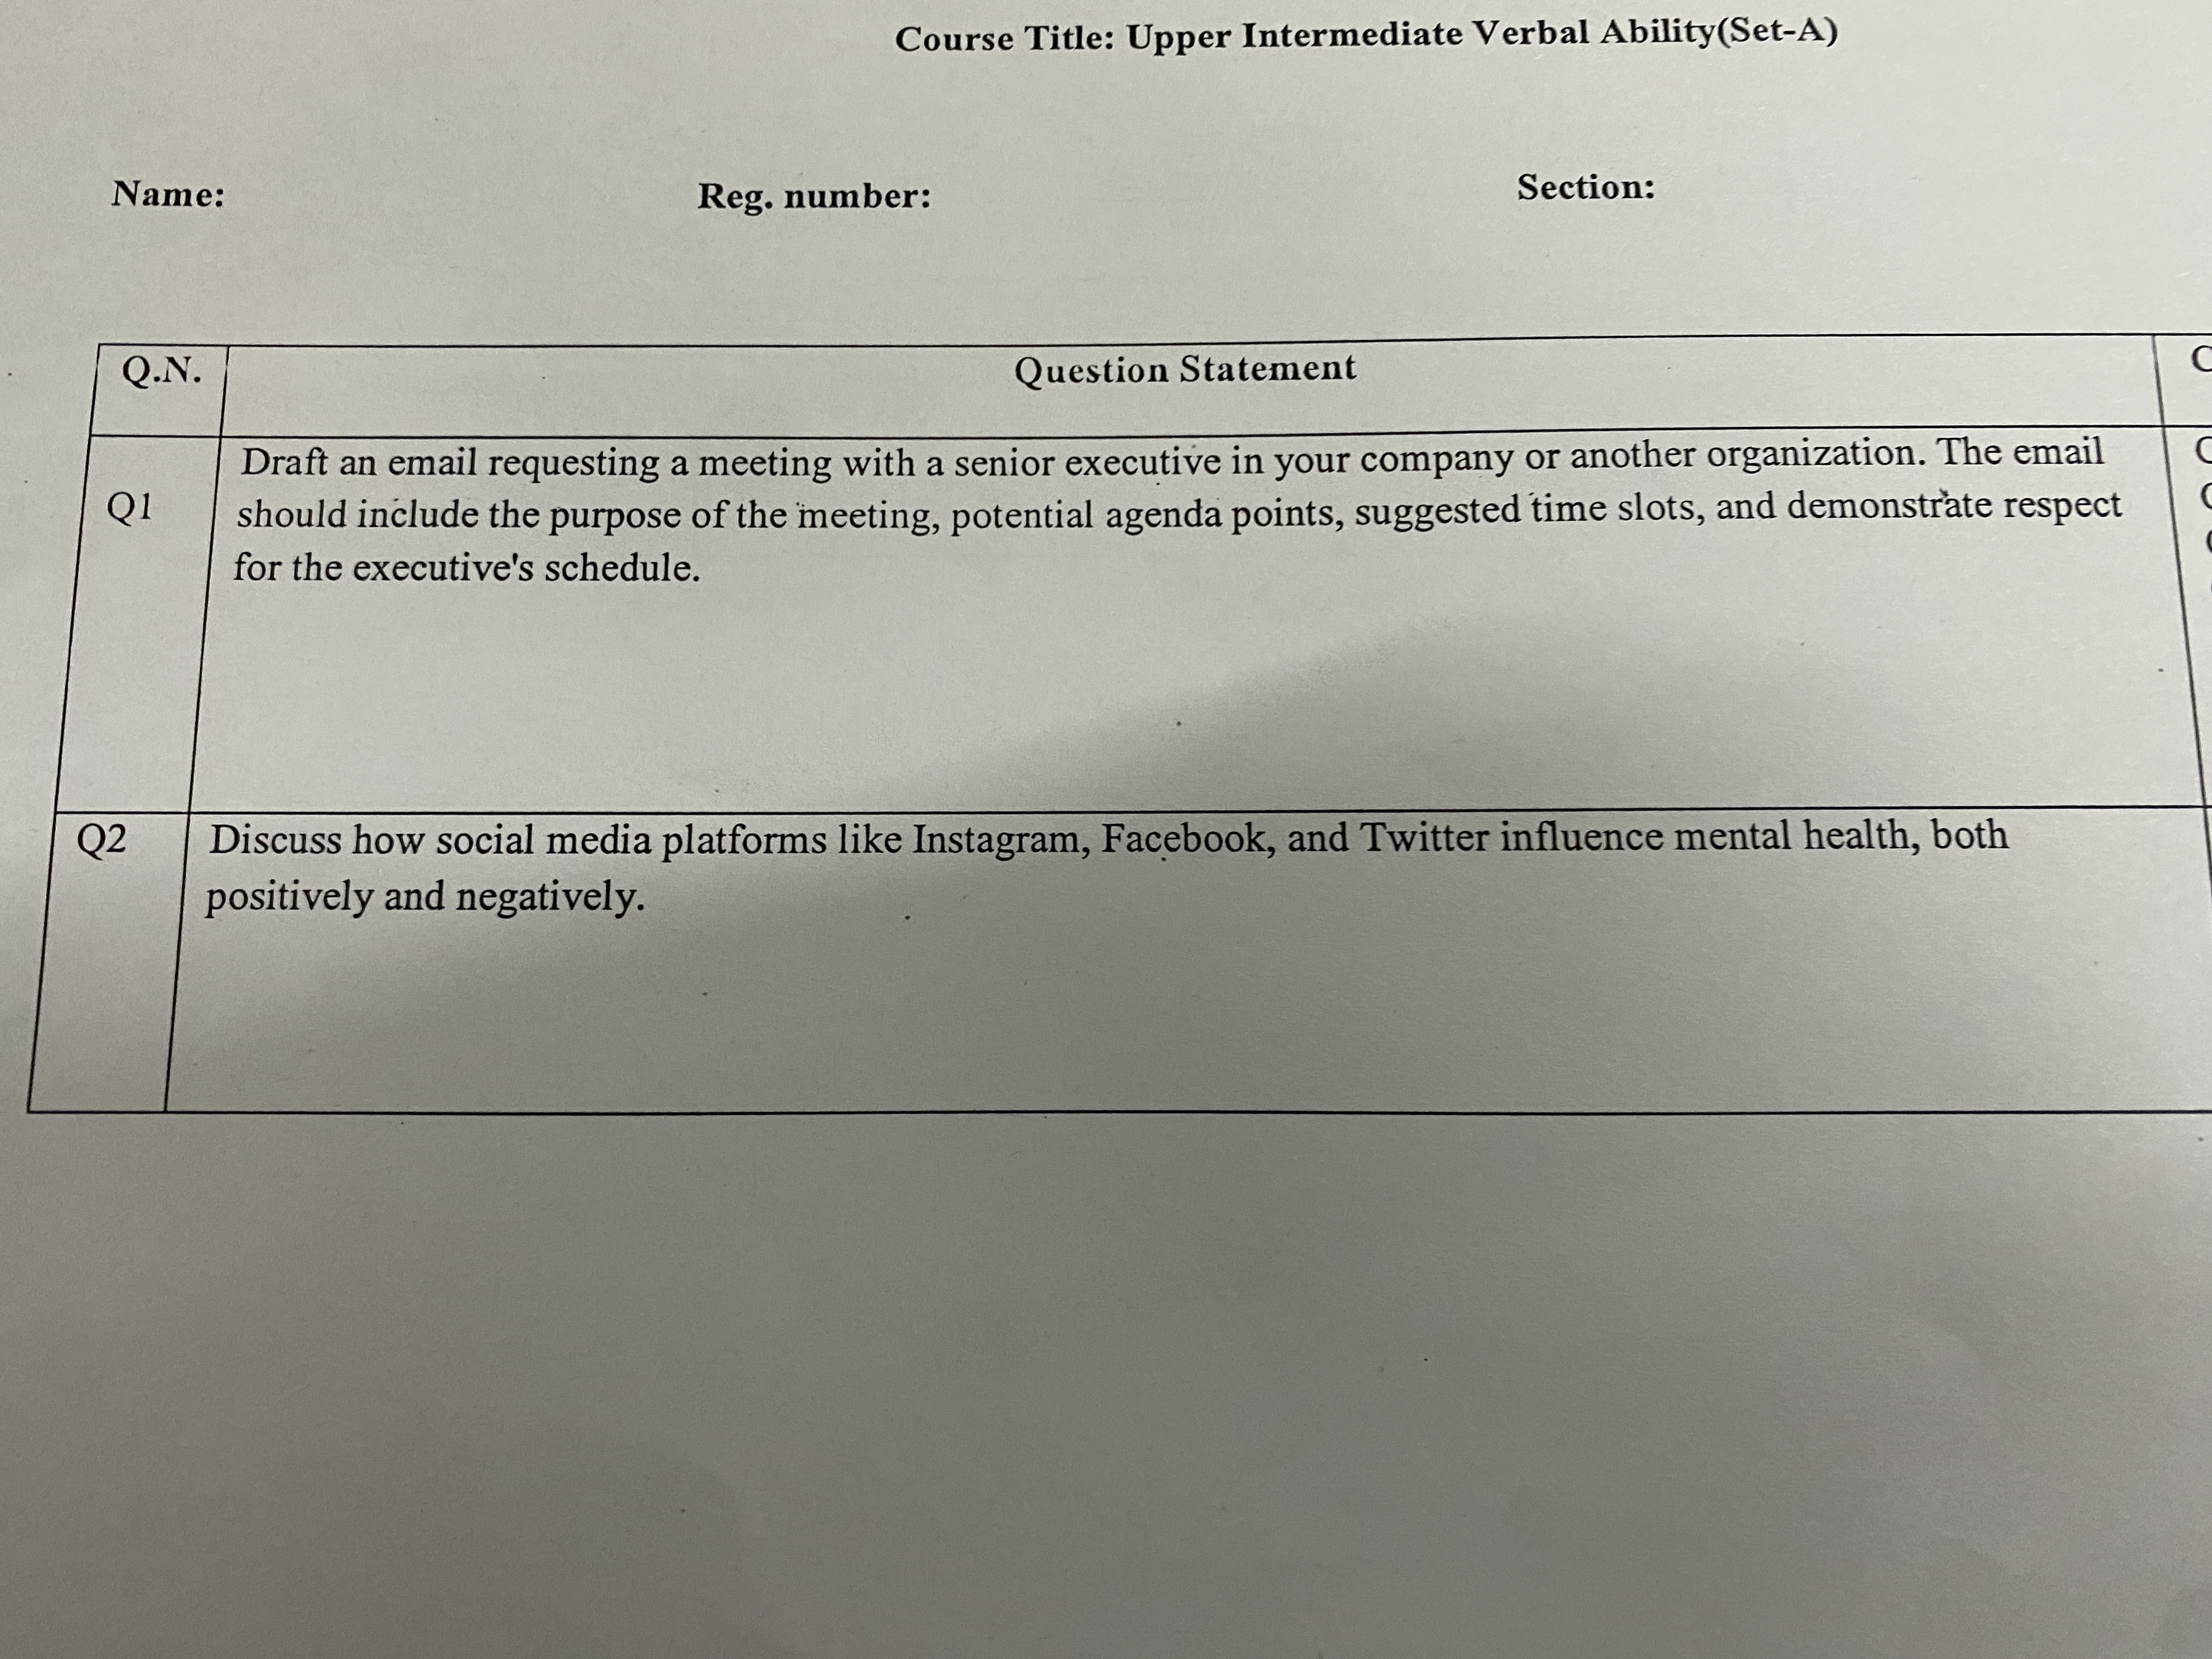 Course Title: Upper Intermediate Verbal Ability(Set-A)
Name: Reg. number: Section:
Q.N. Question Statement
Q1
Draft an email requesting a meeting with a senior executive in your company or another organization. The email
should include the purpose of the meeting, potential agenda points, suggested time slots, and demonstrate respect
for the executive's schedule.
Q2
Discuss how social media platforms like Instagram, Facebook, and Twitter influence mental health, both
positively and negatively.